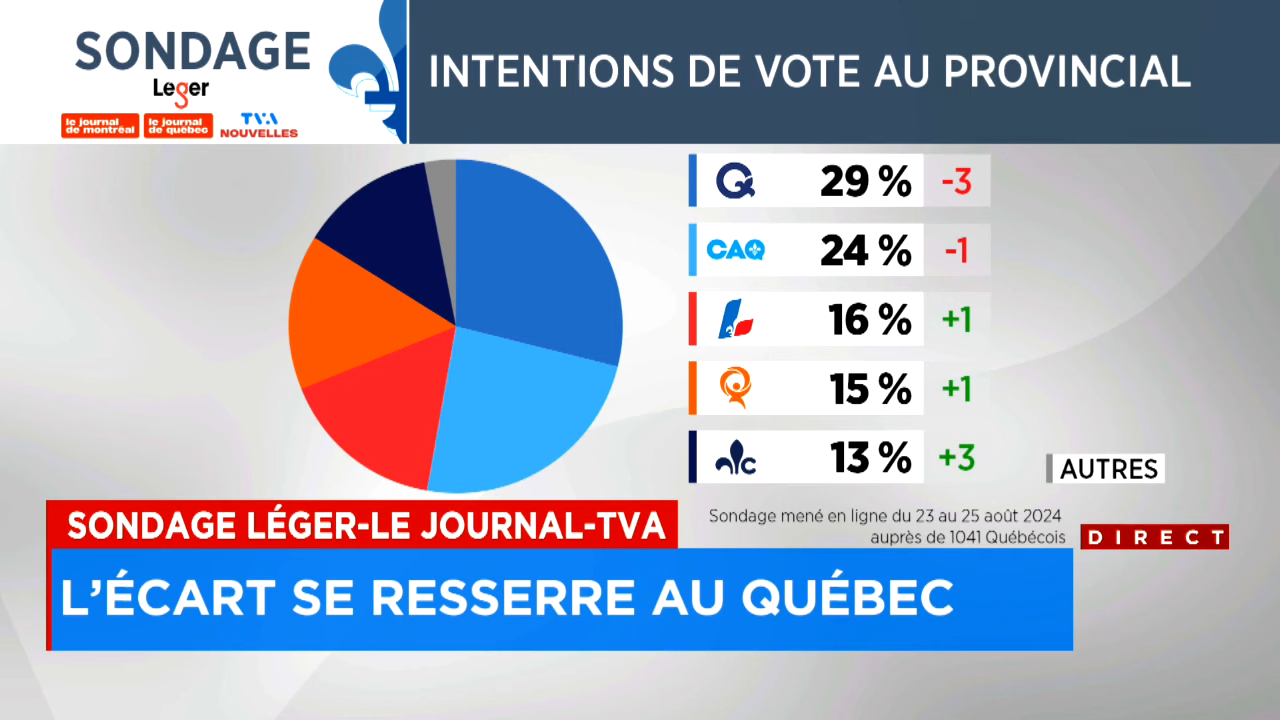 SONDAGE
Leger
le journal de montréal
le journal de québec
TVA NOUVELLES
INTENTIONS DE VOTE AU PROVINCIAL
29 % -3
CAQ 24 % -1
16 % +1
15 % +1
C 13 % +3
AUTRES
Sondage mené en ligne du 23 au 25 août 2024
auprès de 1041 Québécois
DIRECT
SONDAGE LÉGER-LE JOURNAL-TVA
L'ÉCART SE RESSERRE AU QUÉBEC